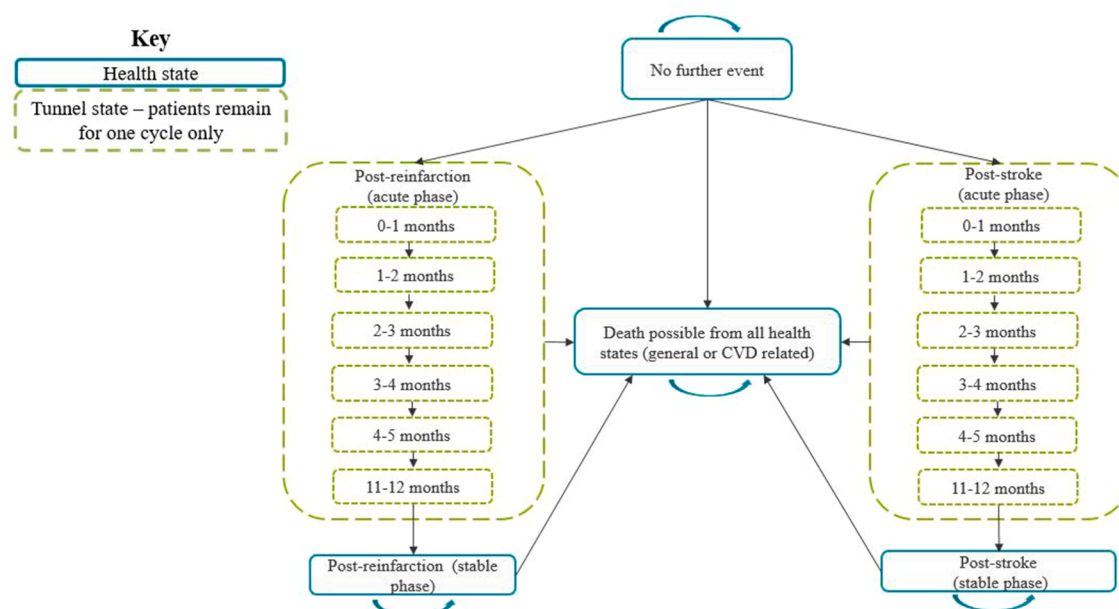 Key
Health state
Tunnel state – patients remain
for one cycle only
No further event
Post-reinfarction
(acute phase)
0-1 months
1-2 months
2-3 months
3-4 months
4-5 months
11-12 months
Post-reinfarction (stable
phase)
Death possible from all health
states (general or CVD related)
Post-stroke
(acute phase)
0-1 months
1-2 months
2-3 months
3-4 months
4-5 months
11-12 months
Post-stroke
(stable phase)